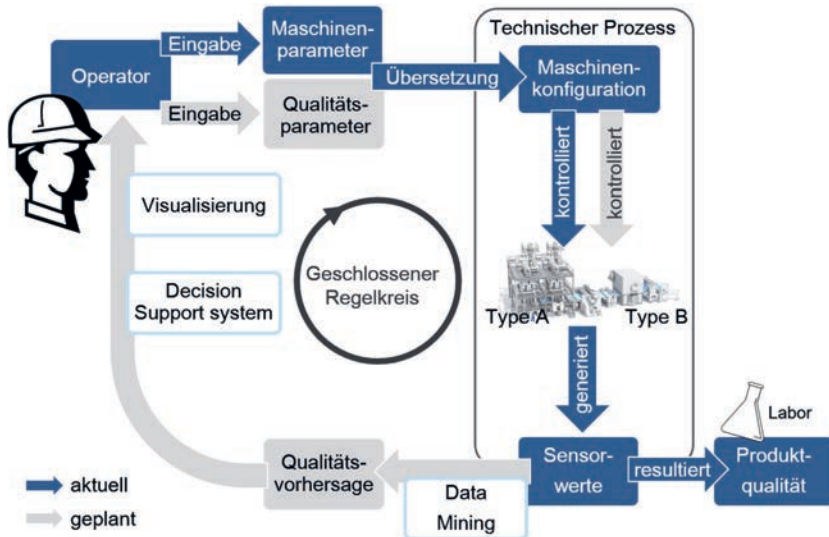 Technischer Prozess
Operator
Eingabe
Maschinen-
parameter
Übersetzung
Maschinen-
konfiguration
Eingabe
Qualitäts-
parameter
kontrolliert
kontrolliert
Visualisierung
Decision
Support system
Geschlossener
Regelkreis
Type A
Type B
generiert
Labor
Qualitäts-
vorhersage
Data
Mining
Sensor-
werte
resultiert
Produkt-
qualität
aktuell
geplant